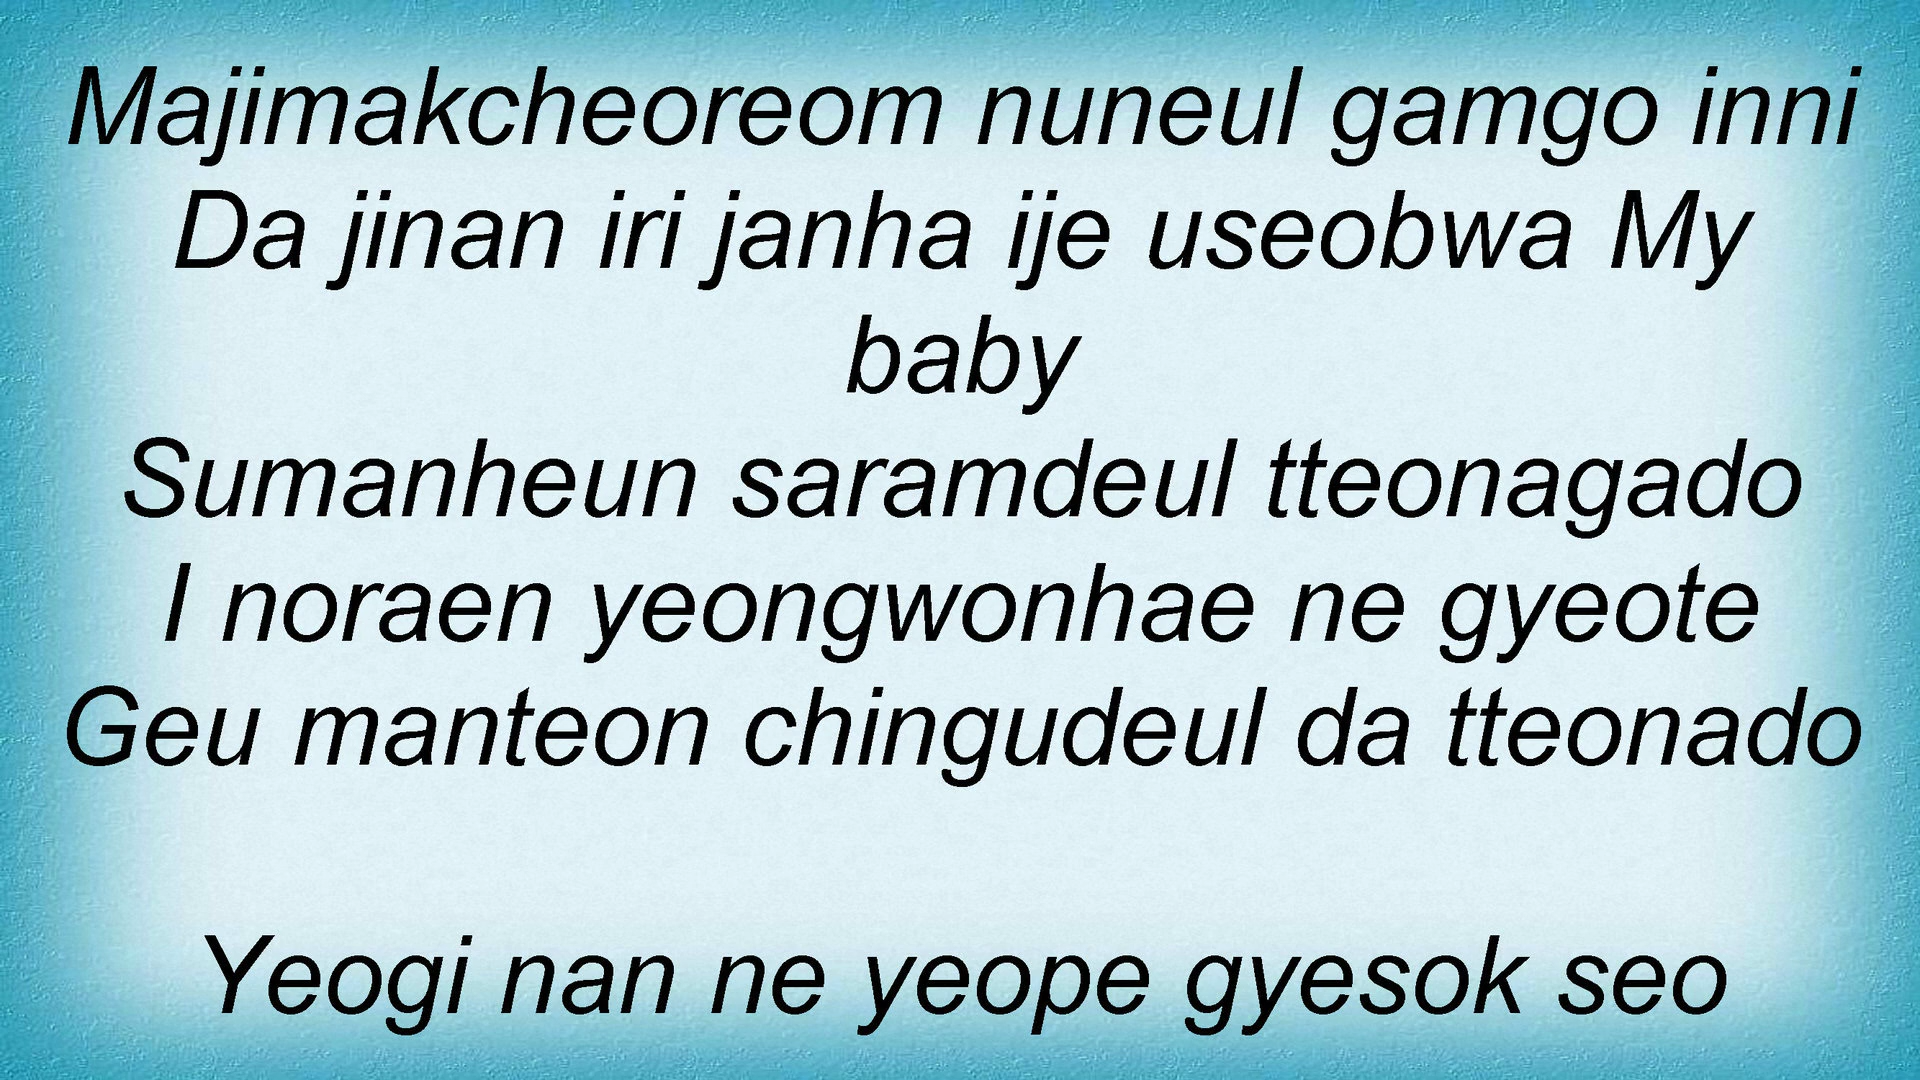 Majimakcheoreom nuneul gamgo inni
Da jinan iri janha ije useobwa My
baby
Sumanheun saramdeul tteonagado
I noraen yeongwonhae ne gyeote
Geu manteon chingudeul da tteonado
Yeogi nan ne yeope gyesok seo